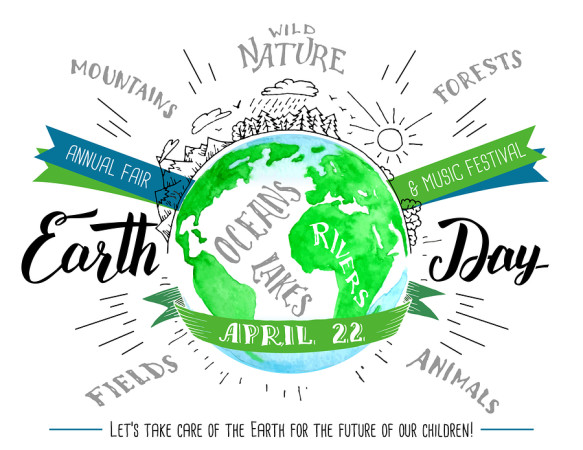 WILD
NATURE
MOUNTAINS
FORESTS
ANNUAL FAIR
& MUSIC FESTIVAL
Earth Day
OCEANS
LAKES
RIVERS
APRIL 22
FIELDS
ANIMALS
LET'S TAKE CARE OF THE EARTH FOR THE FUTURE OF OUR CHILDREN!